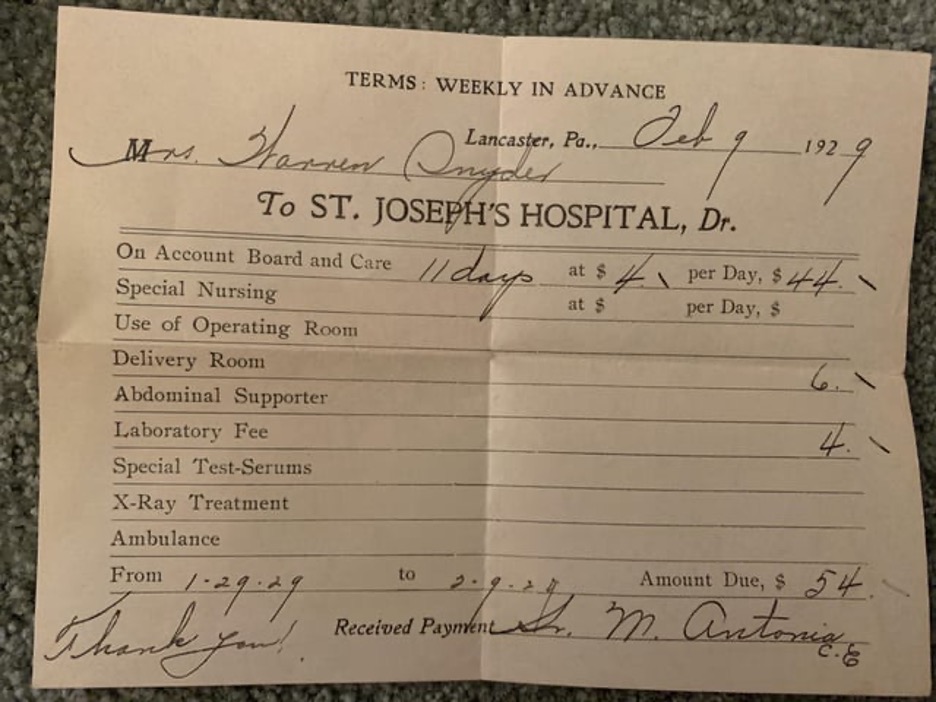 TERMS: WEEKLY IN ADVANCE
Lancaster, Pa., Feb 9 1929
Mrs. Warren Snyder
To ST. JOSEPH'S HOSPITAL, Dr.
On Account Board and Care 11 days at $ 4. per Day, $ 44.
Special Nursing at $ per Day, $
Use of Operating Room
Delivery Room 6.
Abdominal Supporter
Laboratory Fee 4.
Special Test-Serums
X-Ray Treatment
Ambulance
From 1-29-29 to 2-9-29 Amount Due, $ 54.
Thank you! Received Payment Sr. M. Antonia
C.E